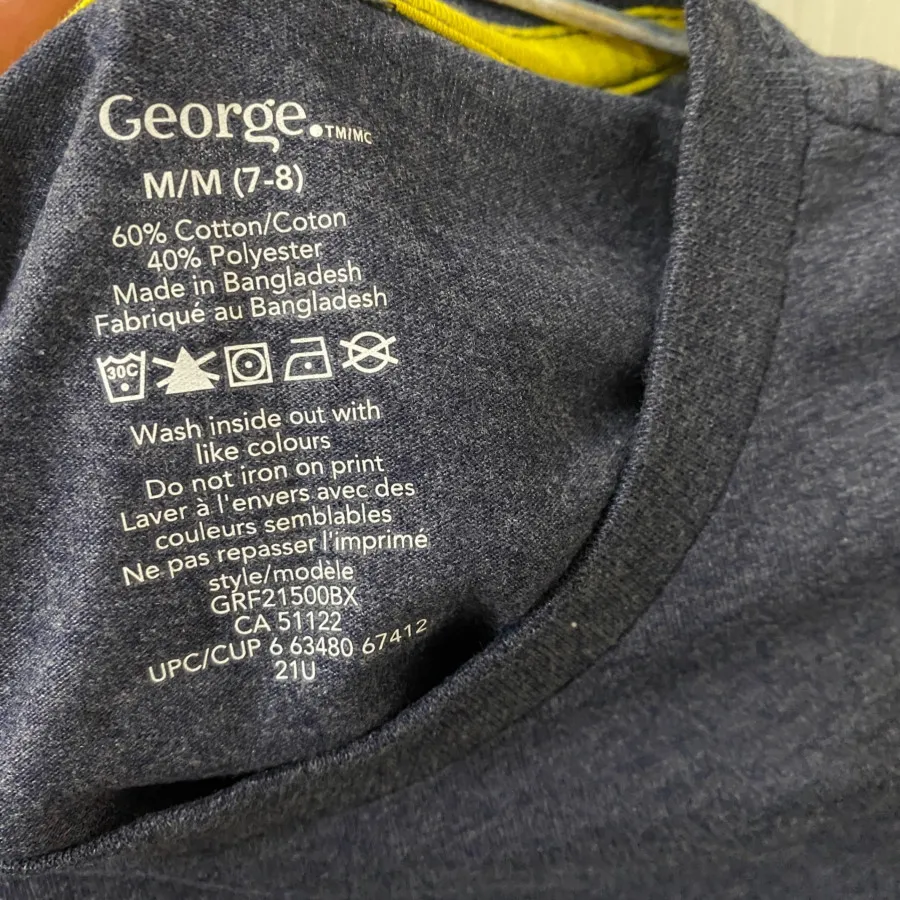 George.™/MC
M/M (7-8)
60% Cotton/Coton
40% Polyester
Made in Bangladesh
Fabriqué au Bangladesh
30C
Wash inside out with
like colours
Do not iron on print
Laver à l'envers avec des
couleurs semblables
Ne pas repasser l'imprimé
style/modèle
GRF21500BX
CA 51122
UPC/CUP 6 63480 67412
21U